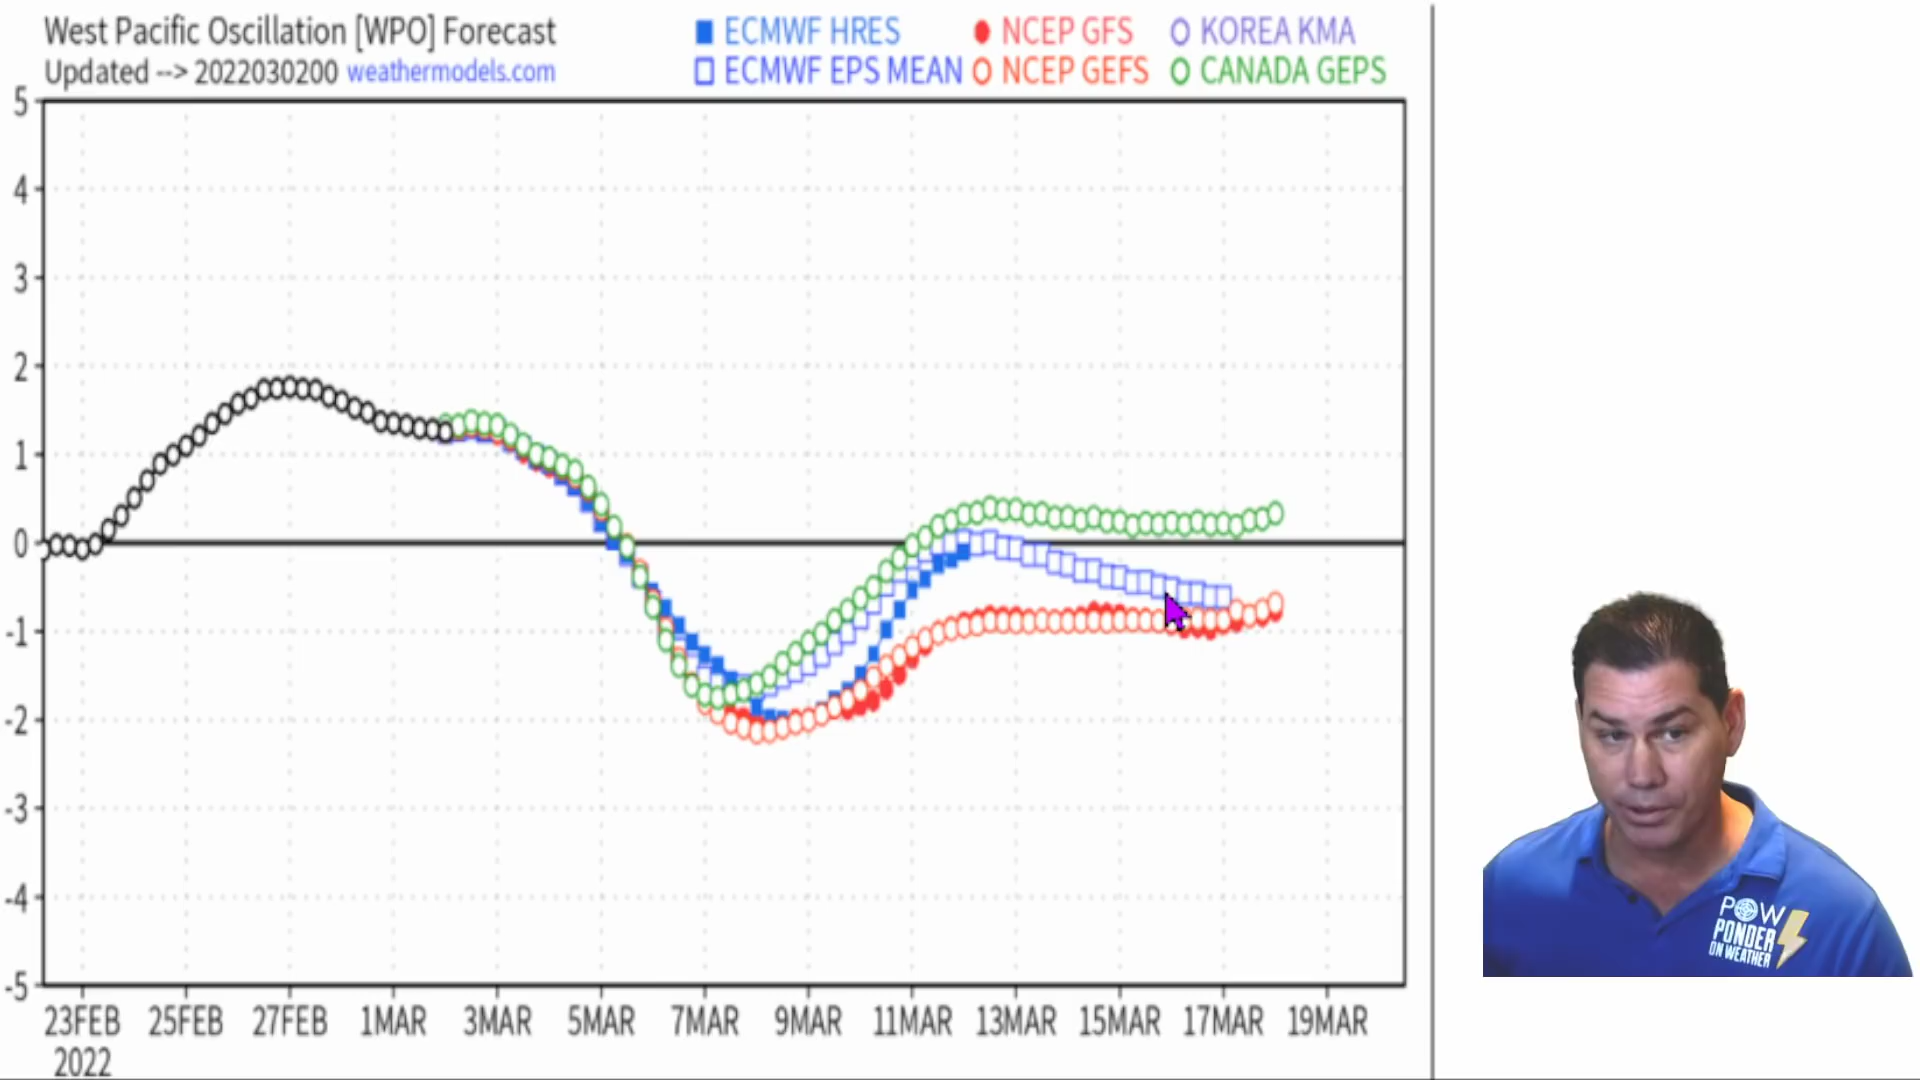 West Pacific Oscillation [WPO] Forecast
Updated --> 2022030200 weathermodels.com
ECMWF HRES NCEP GFS KOREA KMA
ECMWF EPS MEAN NCEP GEFS CANADA GEPS
5
4
3
2
1
0
-1
-2
-3
-4
-5
23FEB 25FEB 27FEB 1MAR 3MAR 5MAR 7MAR 9MAR 11MAR 13MAR 15MAR 17MAR 19MAR
2022
POW
PONDER
ON WEATHER